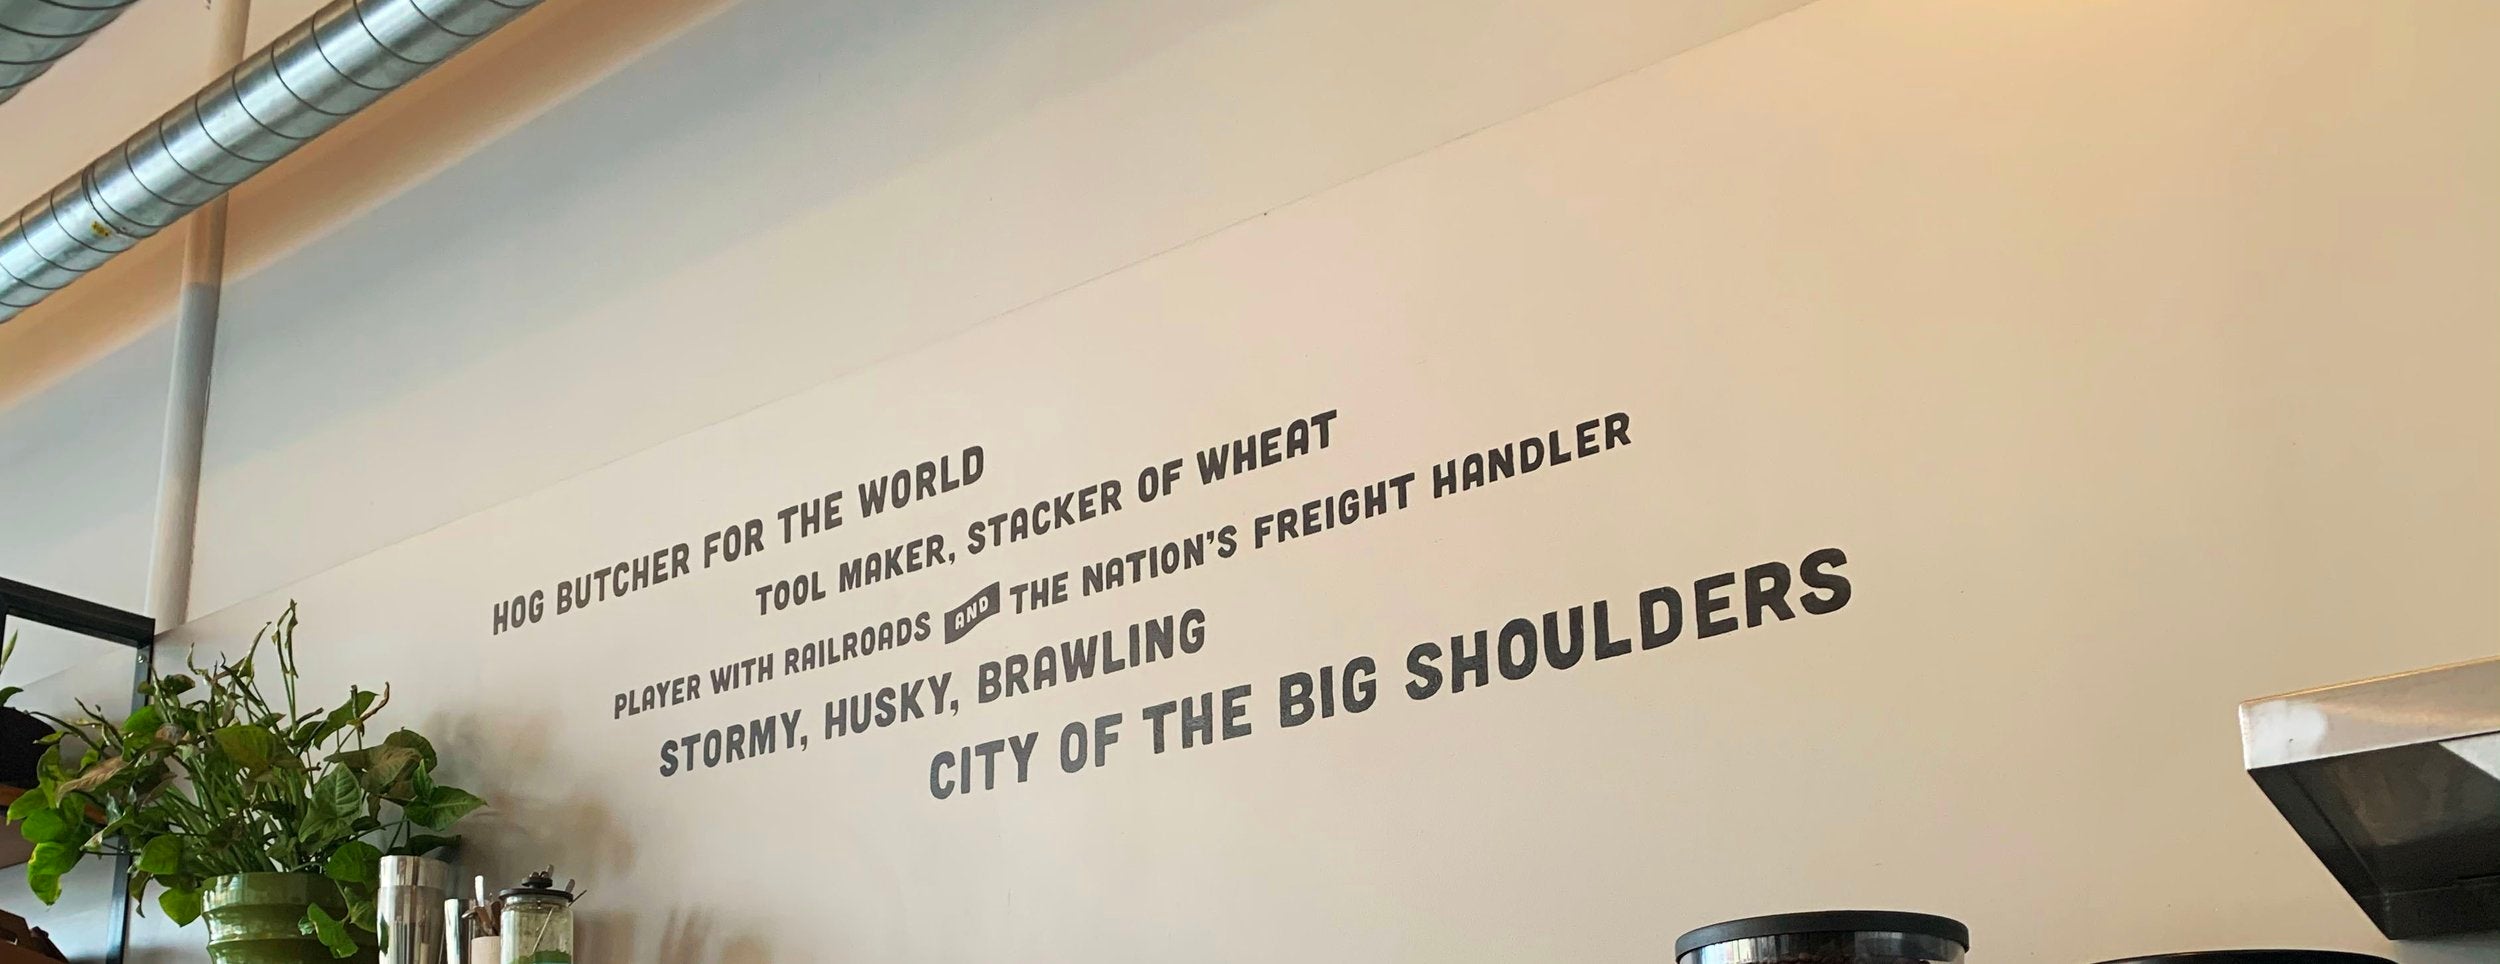 HOG BUTCHER FOR THE WORLD
TOOL MAKER, STACKER OF WHEAT
PLAYER WITH RAILROADS AND THE NATION'S FREIGHT HANDLER
STORMY, HUSKY, BRAWLING
CITY OF THE BIG SHOULDERS